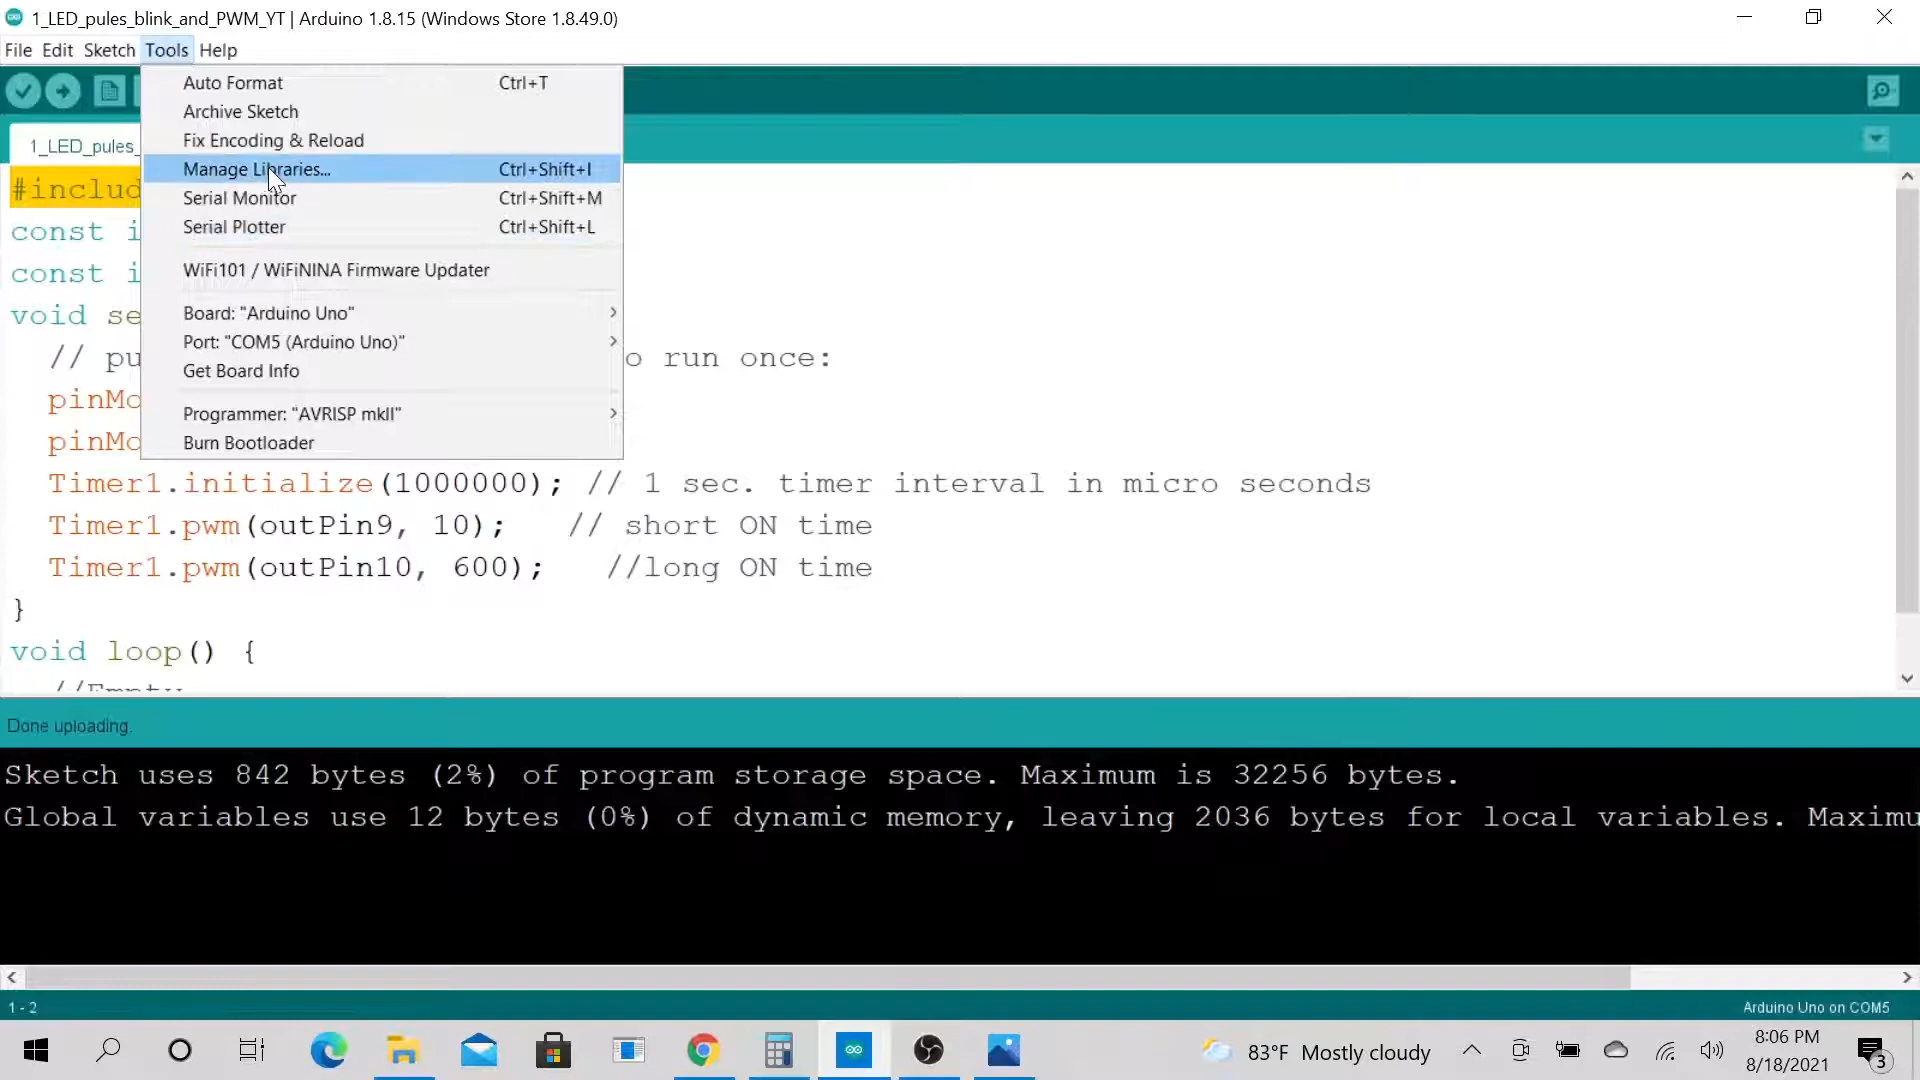 1_LED_pules_blink_and_PWM_YT | Arduino 1.8.15 (Windows Store 1.8.49.0)
File Edit Sketch Tools Help
Auto Format Ctrl+T
Archive Sketch
1_LED_pules_
Fix Encoding & Reload
Manage Libraries... Ctrl+Shift+I
#includ
Serial Monitor Ctrl+Shift+M
Serial Plotter Ctrl+Shift+L
const i
WiFi101 / WiFiNINA Firmware Updater
const i
Board: "Arduino Uno"
void se
Port: "COM5 (Arduino Uno)"
// pu o run once:
Get Board Info
pinMo
Programmer: "AVRISP mkII"
pinMo
Burn Bootloader
Timer1.initialize(1000000); // 1 sec. timer interval in micro seconds
Timer1.pwm(outPin9, 10); // short ON time
Timer1.pwm(outPin10, 600); //long ON time
}
void loop() {
//Empty
Done uploading.
Sketch uses 842 bytes (2%) of program storage space. Maximum is 32256 bytes.
Global variables use 12 bytes (0%) of dynamic memory, leaving 2036 bytes for local variables. Maximu
1 - 2
Arduino Uno on COM5
83°F Mostly cloudy
8:06 PM
8/18/2021
3